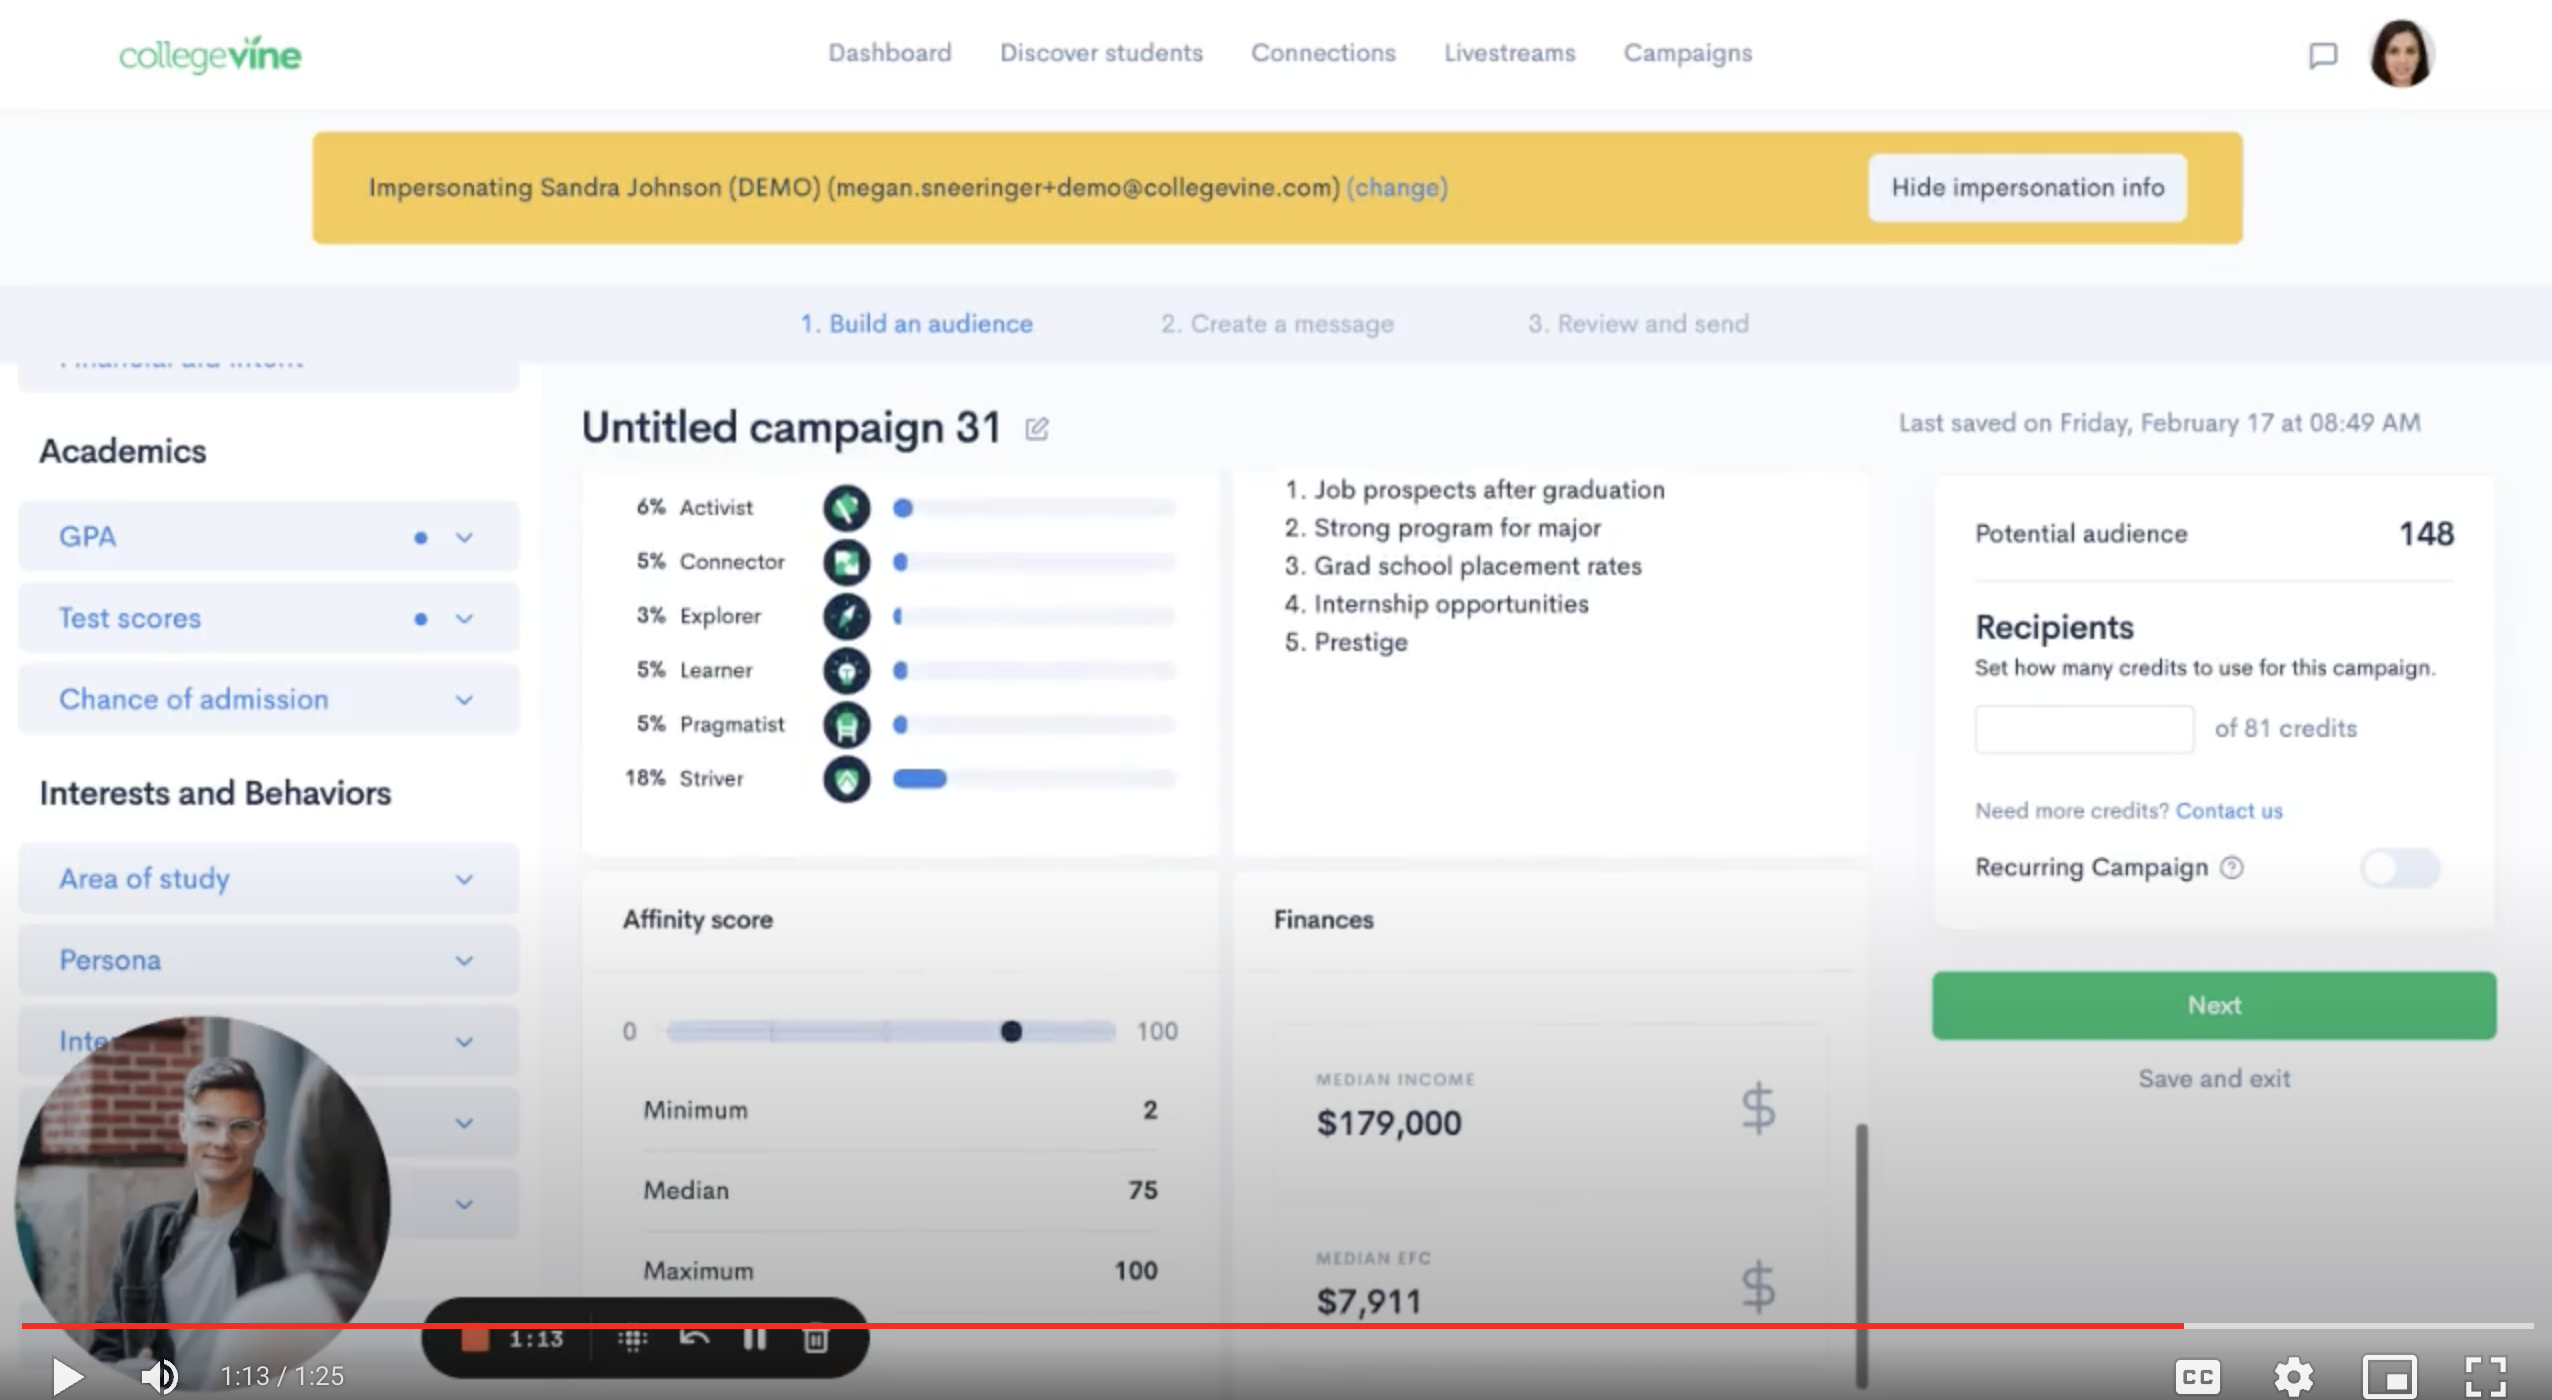 collegevine
Dashboard Discover students Connections Livestreams Campaigns
Impersonating Sandra Johnson (DEMO) (megan.sneeringer+demo@collegevine.com) (change)
Hide impersonation info
1. Build an audience 2. Create a message 3. Review and send
Financial aid intent
Academics
GPA
Test scores
Chance of admission
Interests and Behaviors
Area of study
Persona
Untitled campaign 31
Last saved on Friday, February 17 at 08:49 AM
6% Activist
5% Connector
3% Explorer
5% Learner
5% Pragmatist
18% Striver
1. Job prospects after graduation
2. Strong program for major
3. Grad school placement rates
4. Internship opportunities
5. Prestige
Affinity score
0 100
Minimum 2
Median 75
Maximum 100
Finances
MEDIAN INCOME
$179,000
$
MEDIAN EFC
$7,911
$
Potential audience 148
Recipients
Set how many credits to use for this campaign.
of 81 credits
Need more credits? Contact us
Recurring Campaign ?
Next
Save and exit
1:13
1:13 / 1:25
CC